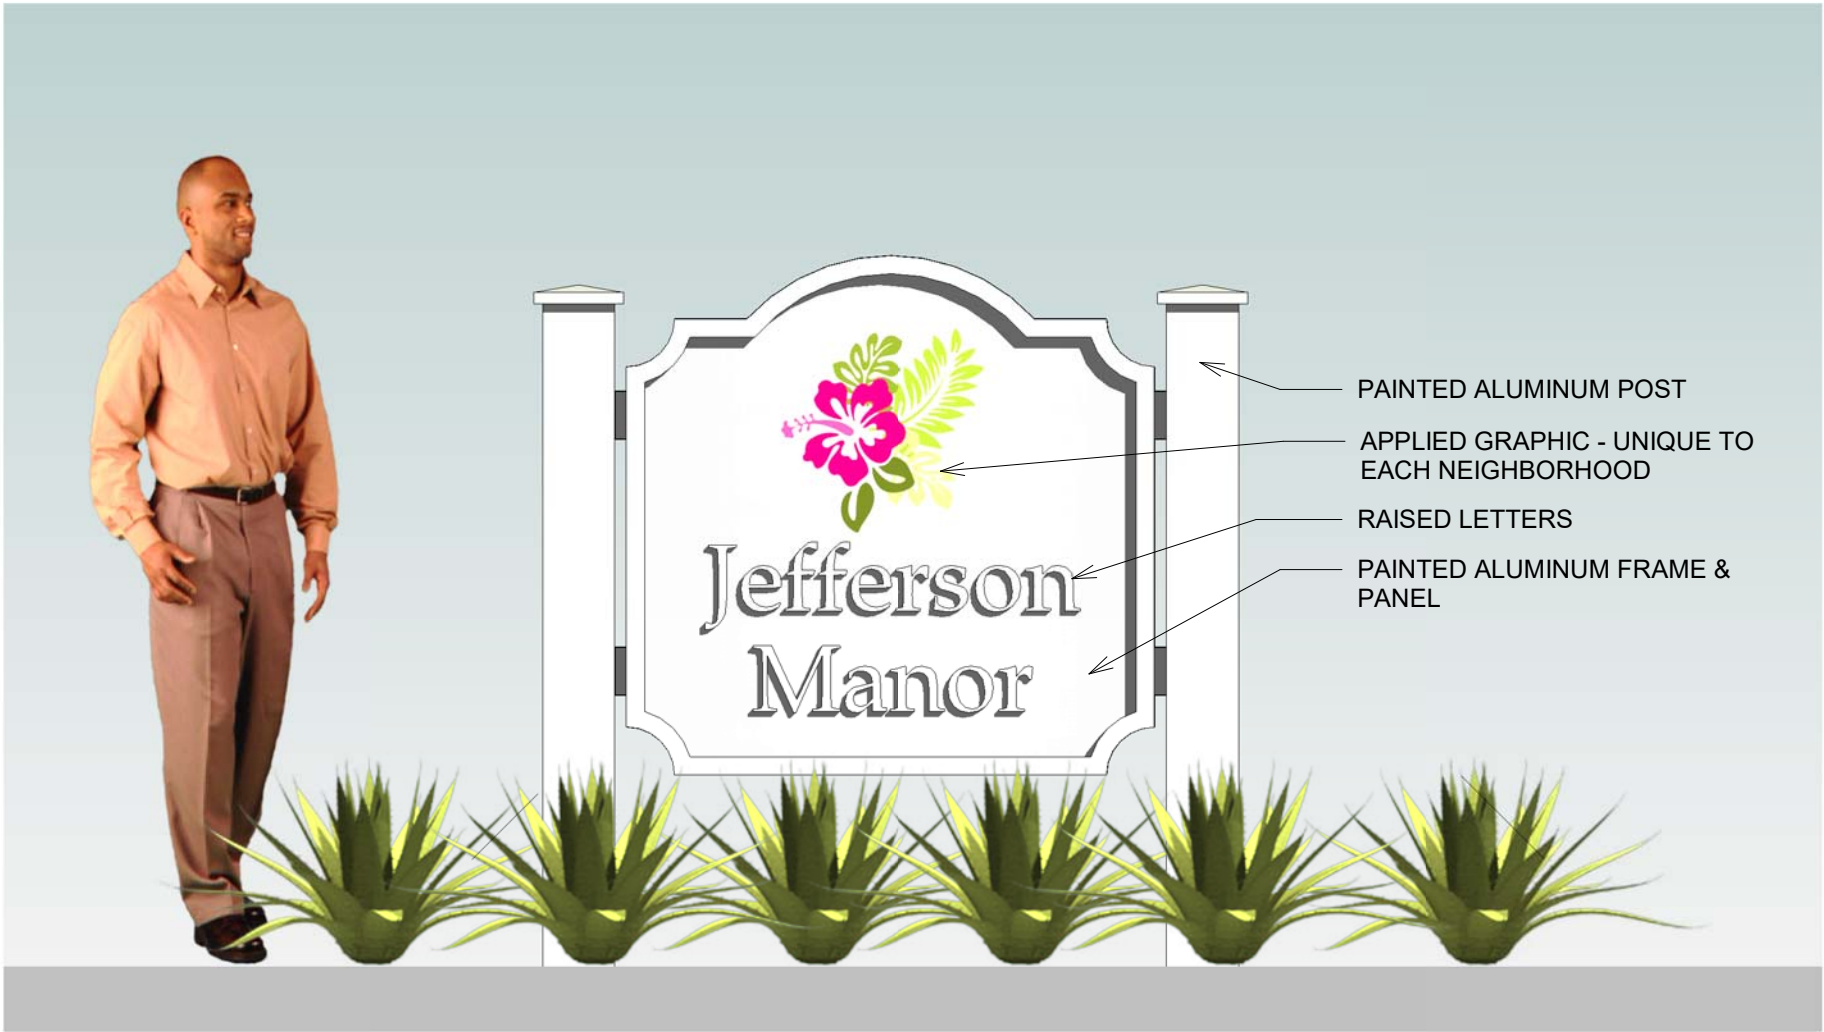 Jefferson
Manor
PAINTED ALUMINUM POST
APPLIED GRAPHIC - UNIQUE TO
EACH NEIGHBORHOOD
RAISED LETTERS
PAINTED ALUMINUM FRAME &
PANEL